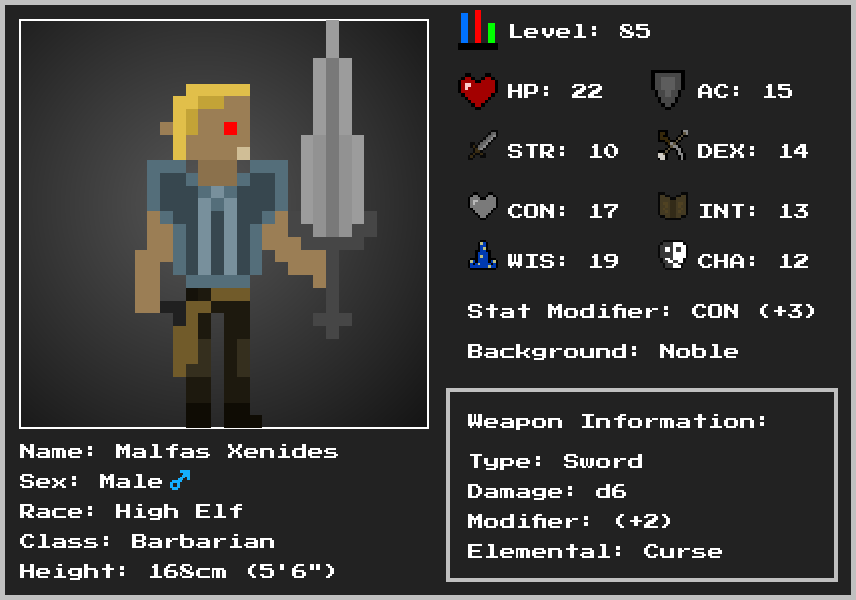 Level: 85
HP: 22 AC: 15
STR: 10 DEX: 14
CON: 17 INT: 13
WIS: 19 CHA: 12
Stat Modifier: CON (+3)
Background: Noble
Weapon Information:
Type: Sword
Damage: d6
Modifier: (+2)
Elemental: Curse
Name: Malfas Xenides
Sex: Male ♂
Race: High Elf
Class: Barbarian
Height: 168cm (5'6")